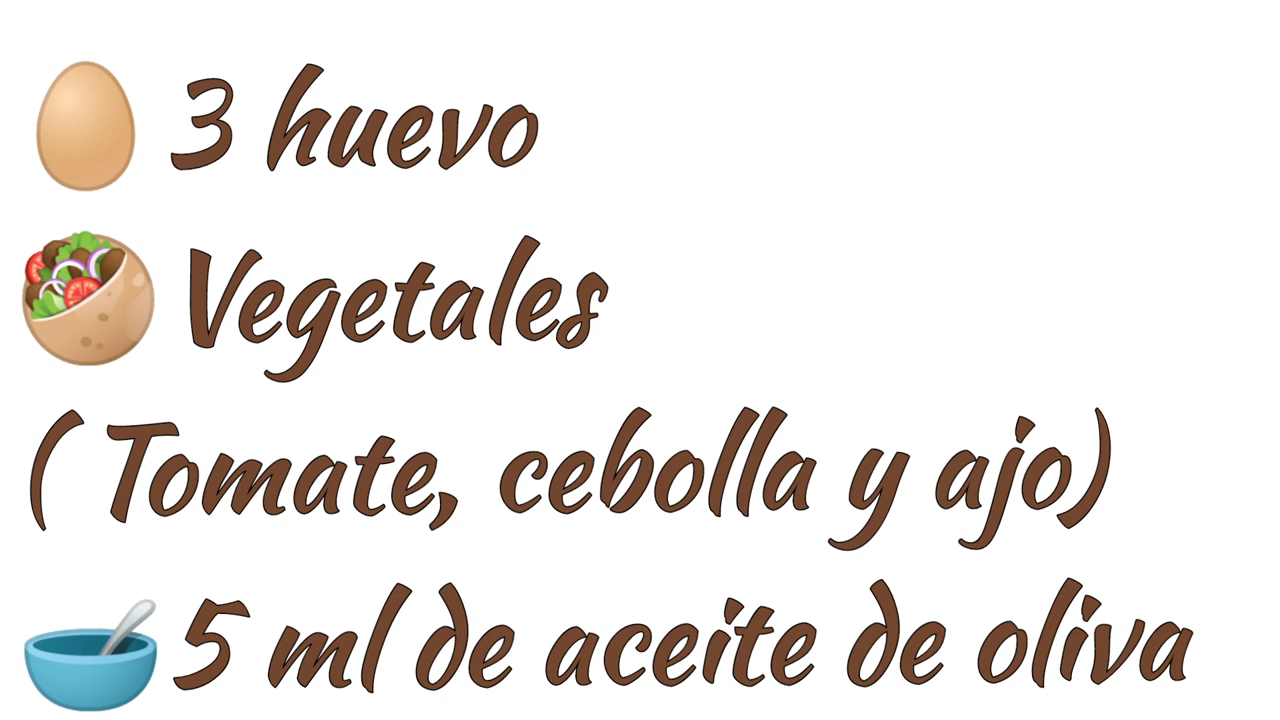 3 huevo
Vegetales
( Tomate, cebolla y ajo)
5 ml de aceite de oliva